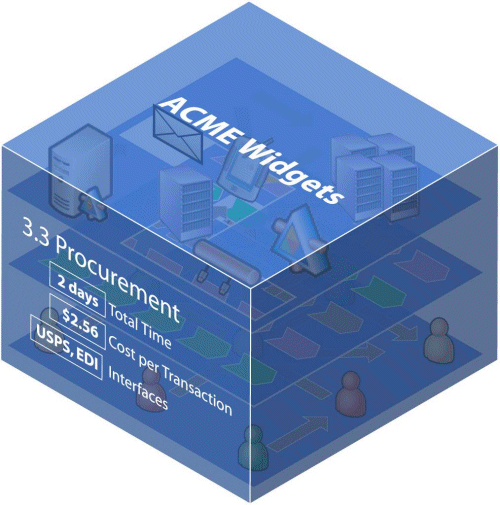 ACME Widgets
3.3 Procurement
2 days Total Time
$2.56 Cost per Transaction
USPS, EDI Interfaces